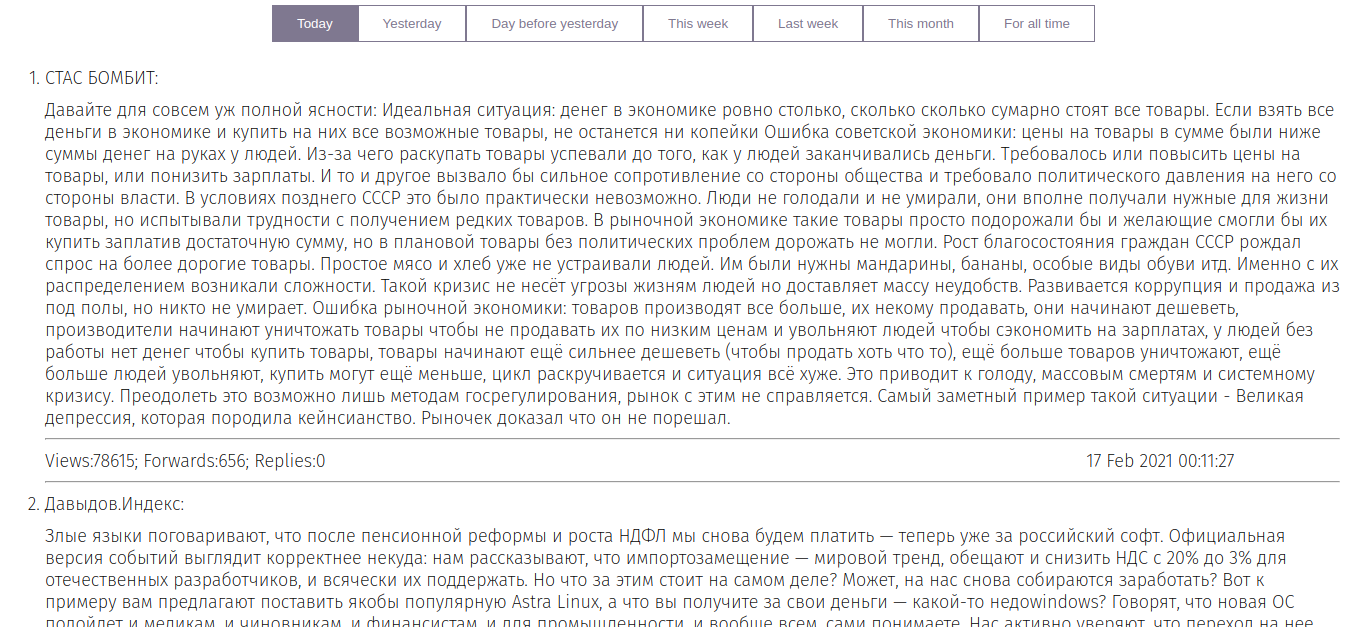 Today Yesterday Day before yesterday This week Last week This month For all time
1. СТАС БОМБИТ:
Давайте для совсем уж полной ясности: Идеальная ситуация: денег в экономике ровно столько, сколько сколько сумарно стоят все товары. Если взять все
деньги в экономике и купить на них все возможные товары, не останется ни копейки Ошибка советской экономики: цены на товары в сумме были ниже
суммы денег на руках у людей. Из-за чего раскупать товары успевали до того, как у людей заканчивались деньги. Требовалось или повысить цены на
товары, или понизить зарплаты. И то и другое вызвало бы сильное сопротивление со стороны общества и требовало политического давления на него со
стороны власти. В условиях позднего СССР это было практически невозможно. Люди не голодали и не умирали, они вполне получали нужные для жизни
товары, но испытывали трудности с получением редких товаров. В рыночной экономике такие товары просто подорожали бы и желающие смогли бы их
купить заплатив достаточную сумму, но в плановой товары без политических проблем дорожать не могли. Рост благосостояния граждан СССР рождал
спрос на более дорогие товары. Простое мясо и хлеб уже не устраивали людей. Им были нужны мандарины, бананы, особые виды обуви итд. Именно с их
распределением возникали сложности. Такой кризис не несёт угрозы жизням людей но доставляет массу неудобств. Развивается коррупция и продажа из
под полы, но никто не умирает. Ошибка рыночной экономики: товаров производят все больше, их некому продавать, они начинают дешеветь,
производители начинают уничтожать товары чтобы не продавать их по низким ценам и увольняют людей чтобы сэкономить на зарплатах, у людей без
работы нет денег чтобы купить товары, товары начинают ещё сильнее дешеветь (чтобы продать хоть что то), ещё больше товаров уничтожают, ещё
больше людей увольняют, купить могут ещё меньше, цикл раскручивается и ситуация всё хуже. Это приводит к голоду, массовым смертям и системному
кризису. Преодолеть это возможно лишь методам госрегулирования, рынок с этим не справляется. Самый заметный пример такой ситуации - Великая
депрессия, которая породила кейнсианство. Рыночек доказал что он не порешал.
Views:78615; Forwards:656; Replies:0 17 Feb 2021 00:11:27
2. Давыдов.Индекс:
Злые языки поговаривают, что после пенсионной реформы и роста НДФЛ мы снова будем платить — теперь уже за российский софт. Официальная
версия событий выглядит корректнее некуда: нам рассказывают, что импортозамещение — мировой тренд, обещают и снизить НДС с 20% до 3% для
отечественных разработчиков, и всячески их поддержать. Но что за этим стоит на самом деле? Может, на нас снова собираются заработать? Вот к
примеру вам предлагают поставить якобы популярную Astra Linux, а что вы получите за свои деньги — какой-то недоwindows? Говорят, что новая ОС
подойдет и медикам, и чиновникам, и финансистам, и для промышленности, и вообще всем, сами понимаете. Нас активно уверяют, что переход на нее